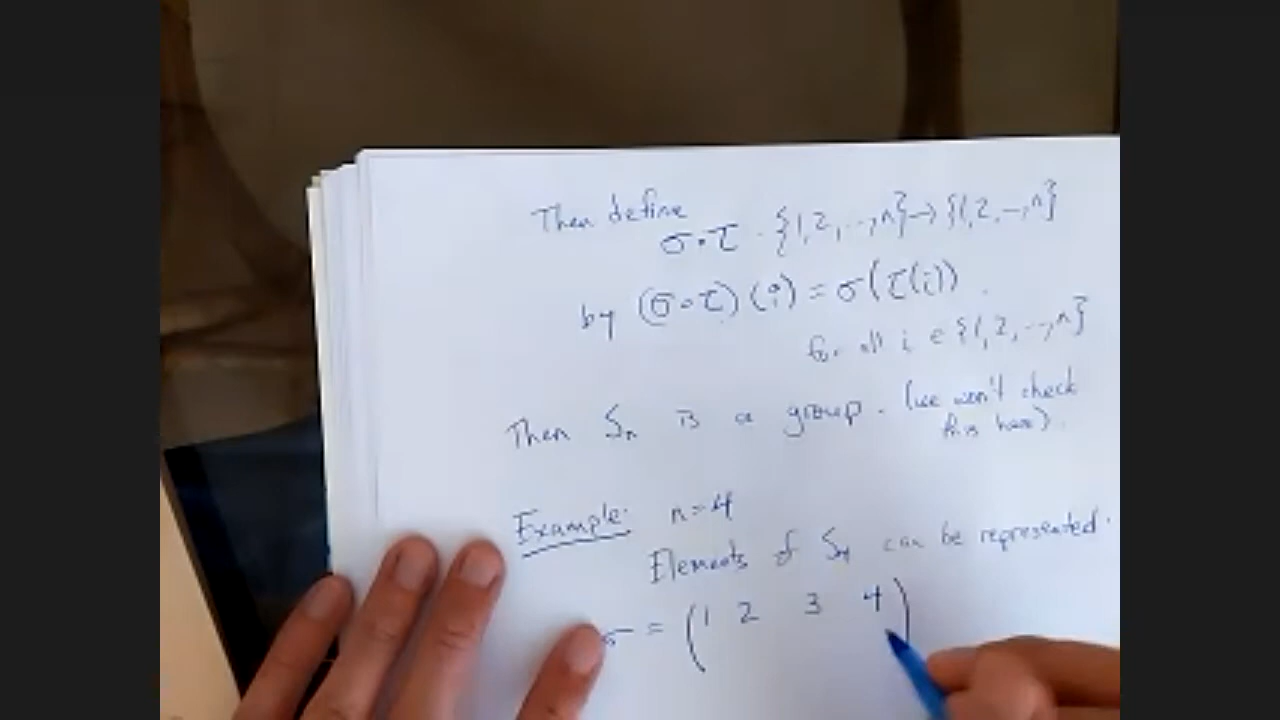 Then define
σ∘τ : {1,2,...,n} → {1,2,...,n}
by (σ∘τ)(i) = σ(τ(i)).
for all i ∈ {1,2,...,n}
Then Sₙ is a group. (we won't check
this here).
Example: n=4
Elements of S₄ can be represented
σ = (1 2 3 4)